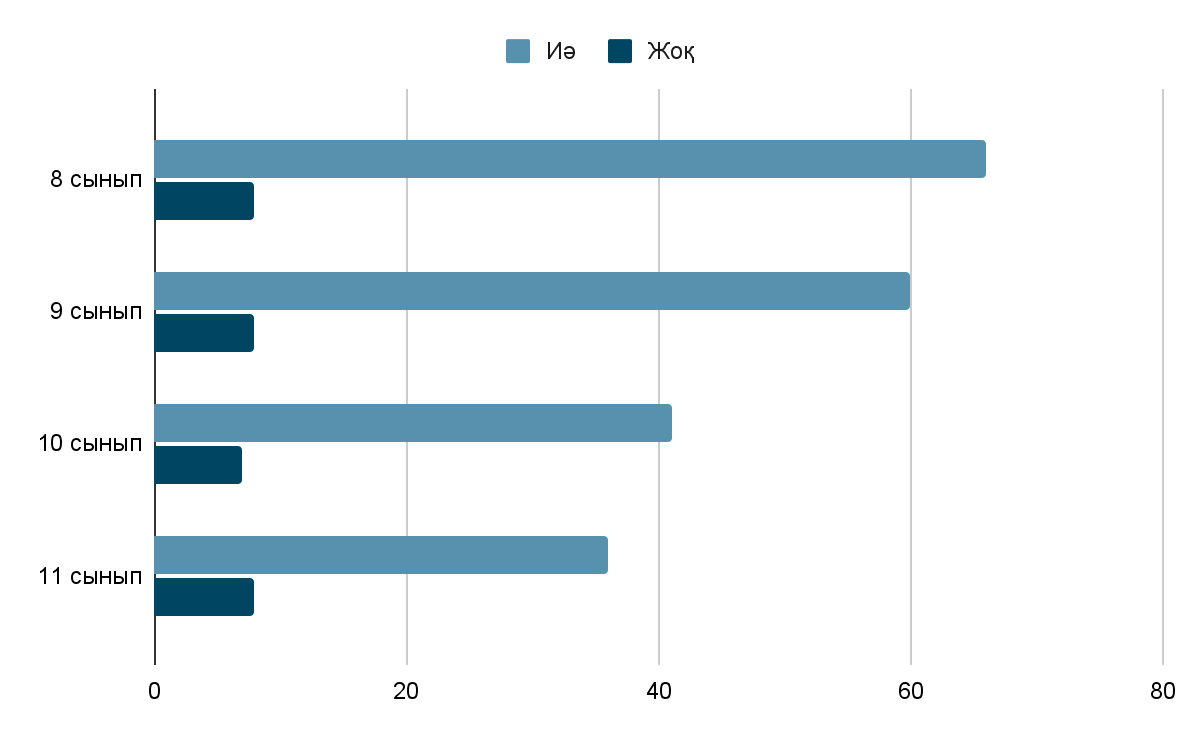 Иә Жоқ
8 сынып
9 сынып
10 сынып
11 сынып
0 20 40 60 80